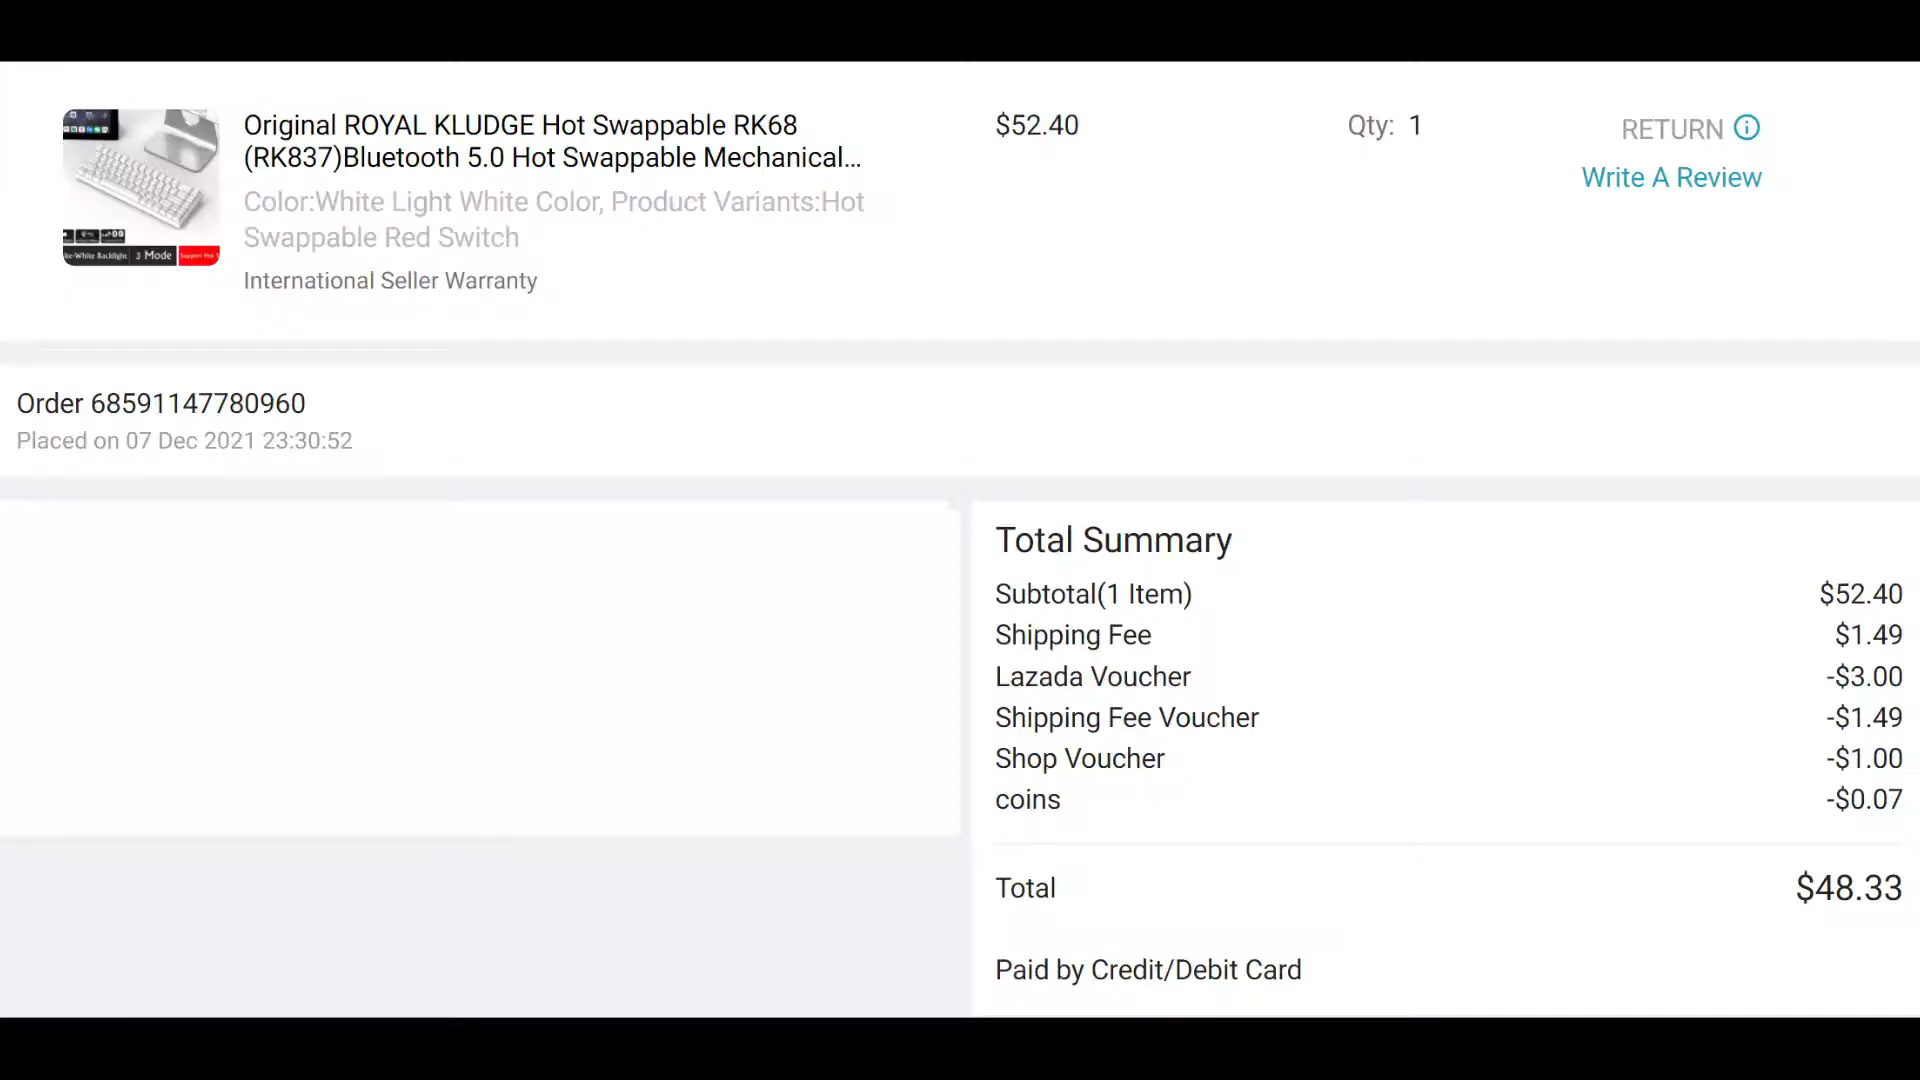 Original ROYAL KLUDGE Hot Swappable RK68
(RK837)Bluetooth 5.0 Hot Swappable Mechanical...
Color:White Light White Color, Product Variants:Hot
Swappable Red Switch
International Seller Warranty
$52.40
Qty: 1
RETURN
Write A Review
3 Mode
Order 68591147780960
Placed on 07 Dec 2021 23:30:52
Total Summary
Subtotal(1 Item) $52.40
Shipping Fee $1.49
Lazada Voucher -$3.00
Shipping Fee Voucher -$1.49
Shop Voucher -$1.00
coins -$0.07
Total $48.33
Paid by Credit/Debit Card